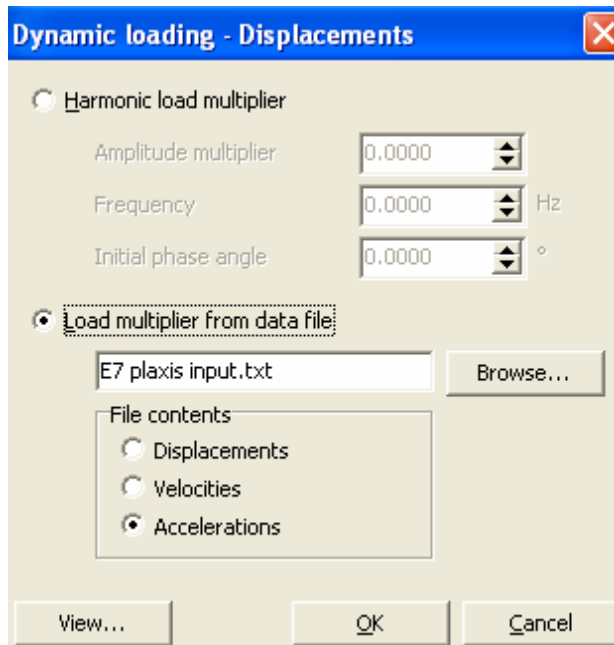 Dynamic loading - Displacements
Harmonic load multiplier
Amplitude multiplier 0.0000
Frequency 0.0000 Hz
Initial phase angle 0.0000 °
Load multiplier from data file
E7 plaxis input.txt Browse...
File contents
Displacements
Velocities
Accelerations
View... OK Cancel